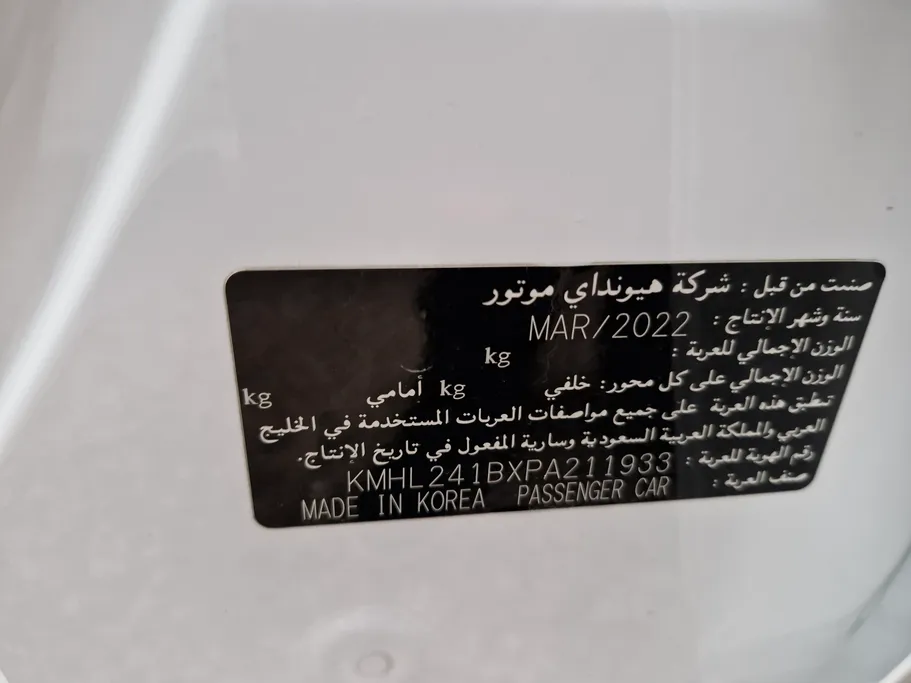 صنعت من قبل : شركة هيونداي موتور
سنة وشهر الإنتاج : MAR/2022
الوزن الإجمالي للعربة : kg
الوزن الإجمالي على كل محور: خلفي kg أمامي kg
تطبق هذه العربة على جميع مواصفات العربات المستخدمة في الخليج
العربي والمملكة العربية السعودية وسارية المفعول في تاريخ الإنتاج.
رقم الهوية للعربة : KMHL241BXPA211933
صنف العربة : PASSENGER CAR MADE IN KOREA